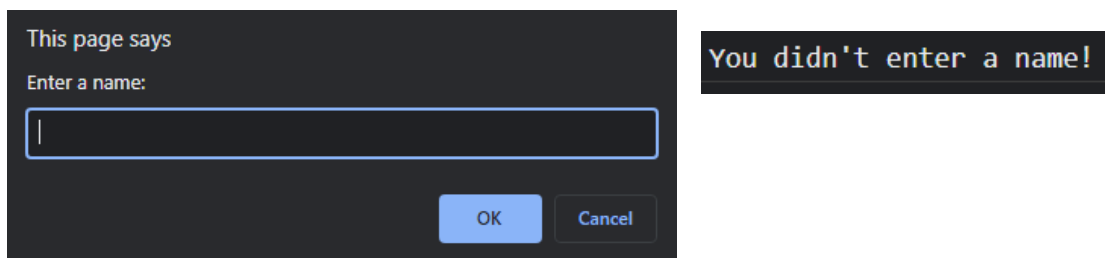 This page says
Enter a name:
OK
Cancel
You didn't enter a name!